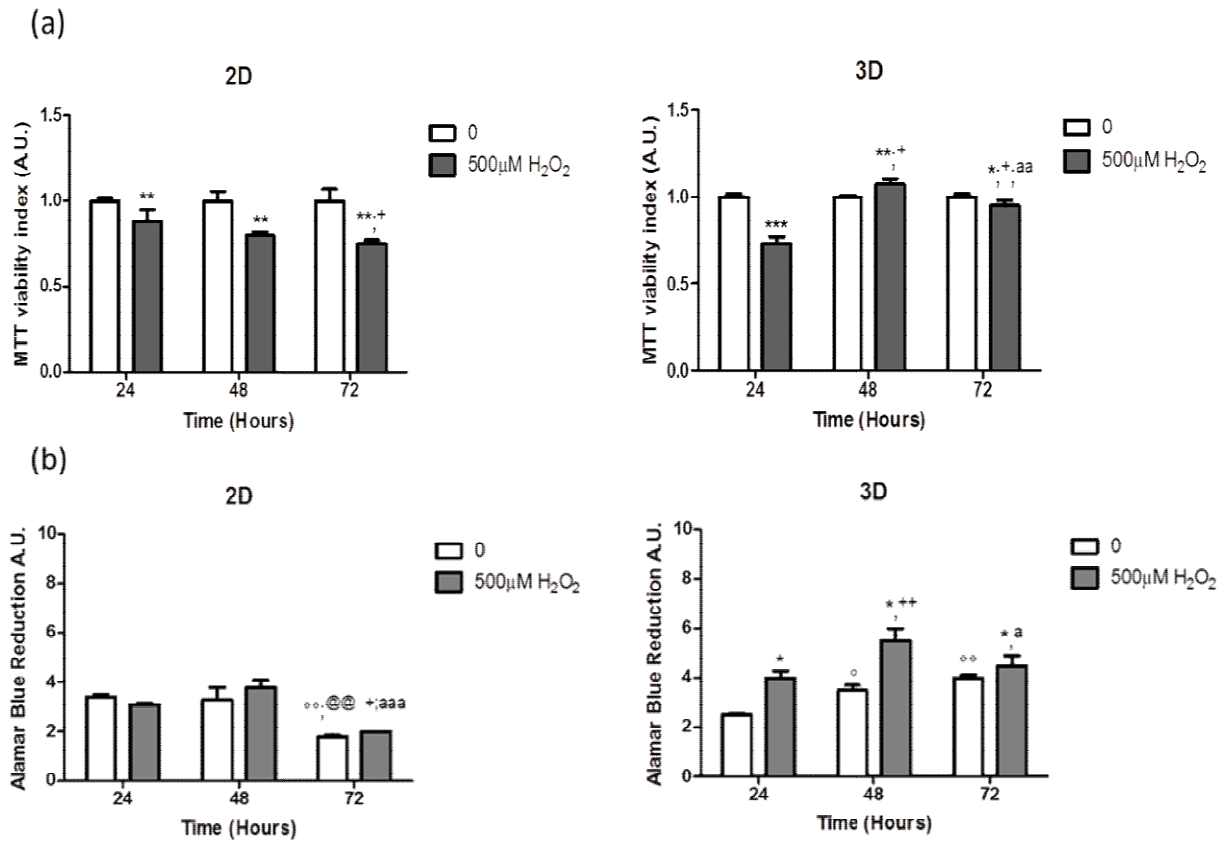 (a)
2D
MTT viability index (A.U.)
1.5
1.0
0.5
0.0
**
**
**,+
24
48
72
Time (Hours)
0
500µM H₂O₂
3D
MTT viability index (A.U.)
1.5
1.0
0.5
0.0
***
**,+
*,+,aa
24
48
72
Time (Hours)
0
500µM H₂O₂
(b)
2D
Alamar Blue Reduction A.U.
10
8
6
4
2
0
°°,@@ +;aaa
24
48
72
Time (Hours)
0
500µM H₂O₂
3D
Alamar Blue Reduction A.U.
10
8
6
4
2
0
*
°
*,++
°°
*,a
24
48
72
Time (Hours)
0
500µM H₂O₂